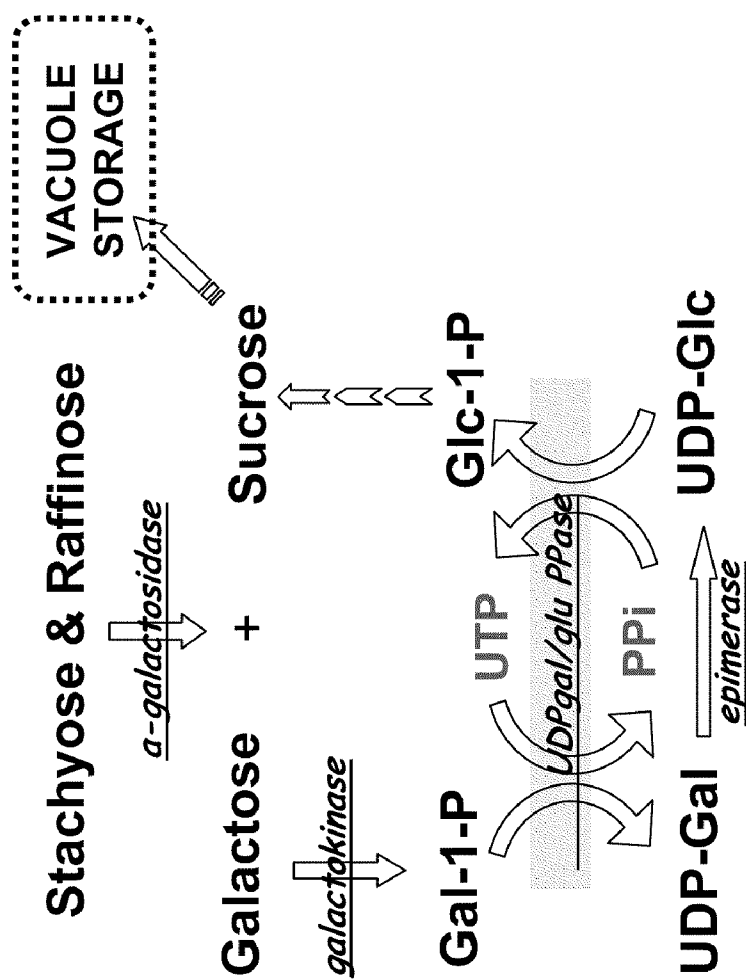 Stachyose & Raffinose
a-galactosidase
Galactose + Sucrose
VACUOLE
STORAGE
galactokinase
Gal-1-P
UTP
Glc-1-P
UDPgal/glu PPase
PPi
UDP-Gal
epimerase
UDP-Glc